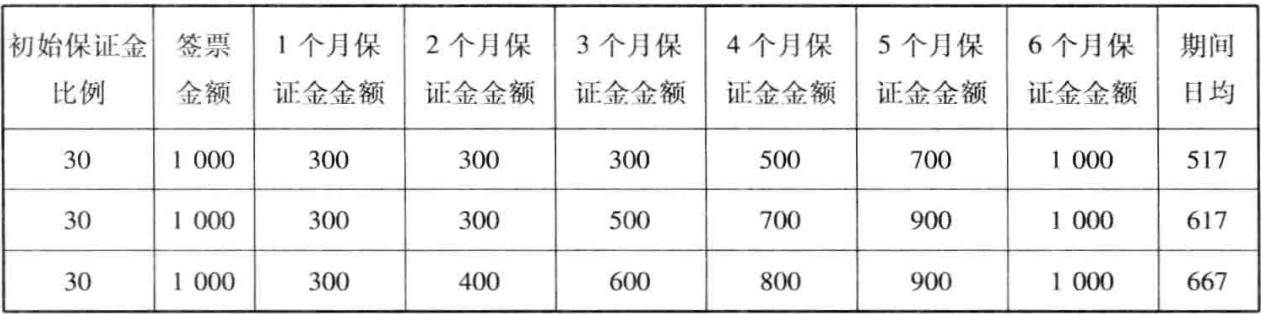 初始保证金比例 签票金额 1个月保证金金额 2个月保证金金额 3个月保证金金额 4个月保证金金额 5个月保证金金额 6个月保证金金额 期间日均
30 1 000 300 300 300 500 700 1 000 517
30 1 000 300 300 500 700 900 1 000 617
30 1 000 300 400 600 800 900 1 000 667